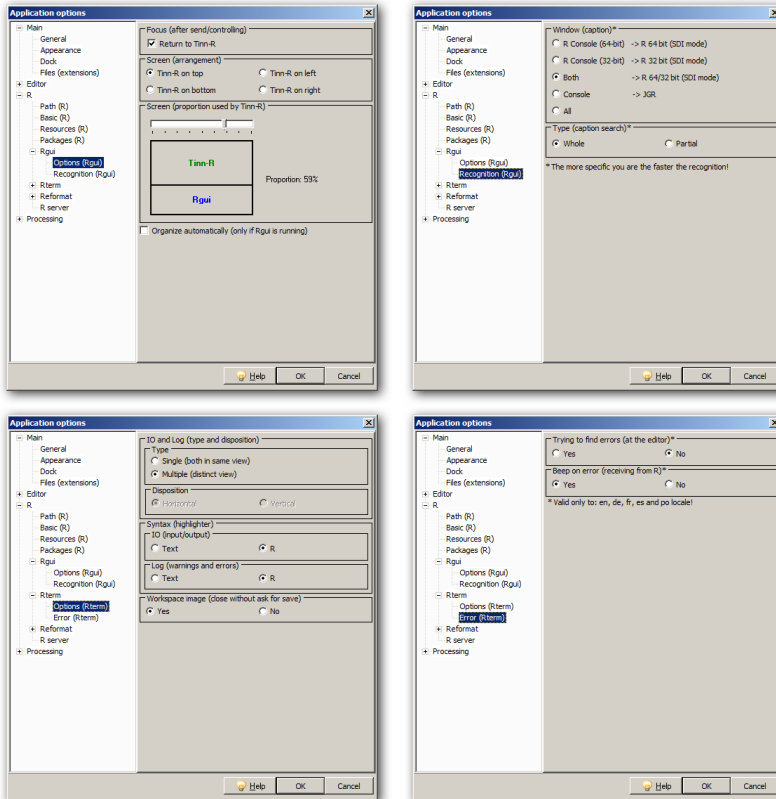 Application options
Main
General
Appearance
Dock
Files (extensions)
Editor
R
Path (R)
Basic (R)
Resources (R)
Packages (R)
Rgui
Options (Rgui)
Recognition (Rgui)
Rterm
Reformat
R server
Processing
Focus (after send/controlling)
Return to Tinn-R
Screen (arrangement)
Tinn-R on top Tinn-R on left
Tinn-R on bottom Tinn-R on right
Screen (proportion used by Tinn-R)
Tinn-R
Rgui
Proportion: 59%
Organize automatically (only if Rgui is running)
Help OK Cancel
Application options
Main
General
Appearance
Dock
Files (extensions)
Editor
R
Path (R)
Basic (R)
Resources (R)
Packages (R)
Rgui
Options (Rgui)
Recognition (Rgui)
Rterm
Reformat
R server
Processing
Window (caption)*
R Console (64-bit) -> R 64 bit (SDI mode)
R Console (32-bit) -> R 32 bit (SDI mode)
Both -> R 64/32 bit (SDI mode)
Console -> JGR
All
Type (caption search)*
Whole Partial
* The more specific you are the faster the recognition!
Help OK Cancel
Application options
Main
General
Appearance
Dock
Files (extensions)
Editor
R
Path (R)
Basic (R)
Resources (R)
Packages (R)
Rgui
Options (Rgui)
Recognition (Rgui)
Rterm
Options (Rterm)
Error (Rterm)
Reformat
R server
Processing
IO and Log (type and disposition)
Type
Single (both in same view)
Multiple (distinct view)
Disposition
Horizontal Vertical
Syntax (highlighter)
IO (input/output)
Text R
Log (warnings and errors)
Text R
Workspace image (close without ask for save)
Yes No
Help OK Cancel
Application options
Main
General
Appearance
Dock
Files (extensions)
Editor
R
Path (R)
Basic (R)
Resources (R)
Packages (R)
Rgui
Options (Rgui)
Recognition (Rgui)
Rterm
Options (Rterm)
Error (Rterm)
Reformat
R server
Processing
Trying to find errors (at the editor)*
Yes No
Beep on error (receiving from R)*
Yes No
* Valid only to: en, de, fr, es and po locale!
Help OK Cancel